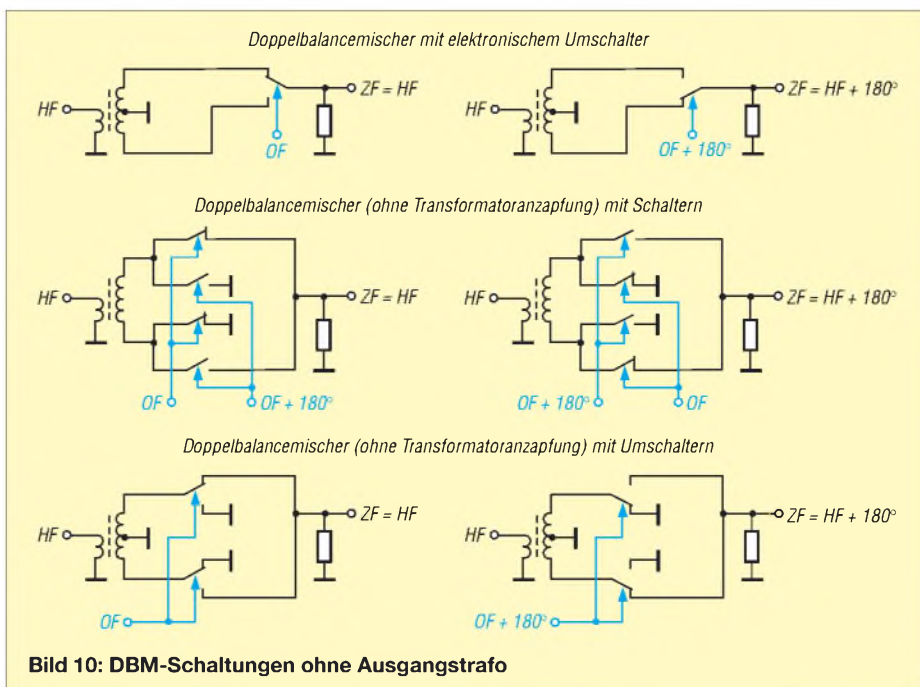 Doppelbalancemischer mit elektronischem Umschalter
HF
ZF = HF
OF
HF
ZF = HF + 180°
OF + 180°
Doppelbalancemischer (ohne Transformatoranzapfung) mit Schaltern
HF
ZF = HF
OF
OF + 180°
HF
ZF = HF + 180°
OF + 180°
OF
Doppelbalancemischer (ohne Transformatoranzapfung) mit Umschaltern
HF
ZF = HF
OF
HF
ZF = HF + 180°
OF + 180°
Bild 10: DBM-Schaltungen ohne Ausgangstrafo